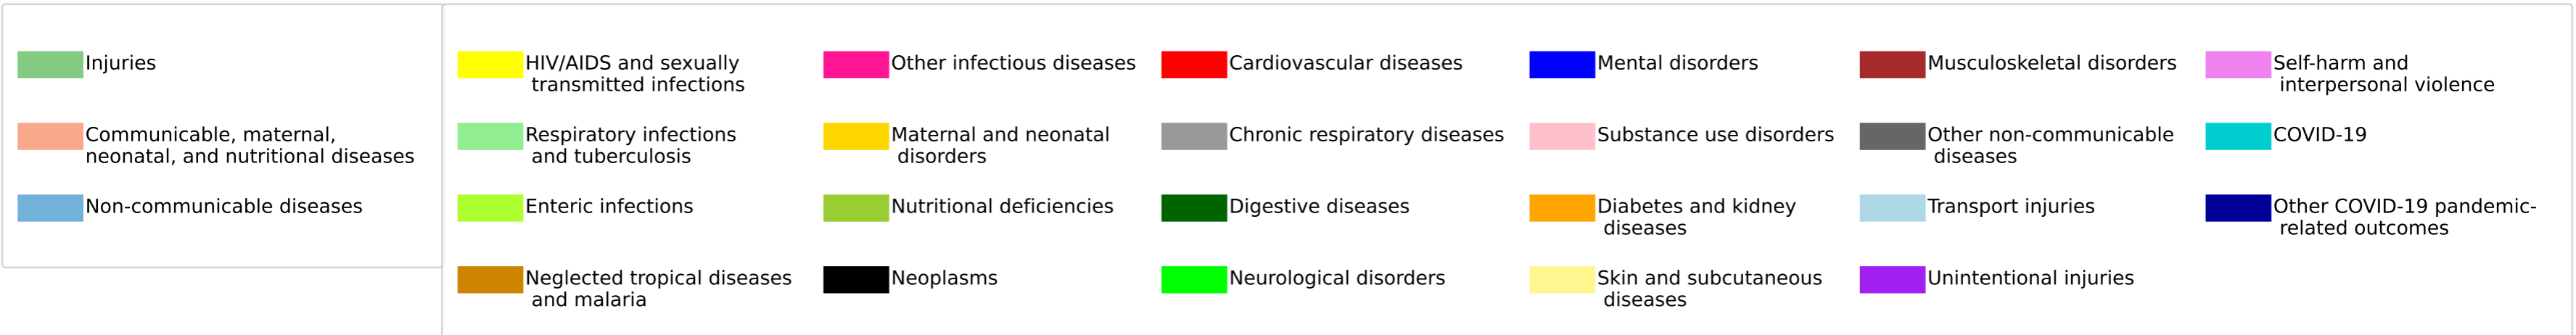 Injuries
Communicable, maternal,
neonatal, and nutritional diseases
Non-communicable diseases
HIV/AIDS and sexually
transmitted infections
Respiratory infections
and tuberculosis
Enteric infections
Neglected tropical diseases
and malaria
Other infectious diseases
Maternal and neonatal
disorders
Nutritional deficiencies
Neoplasms
Cardiovascular diseases
Chronic respiratory diseases
Digestive diseases
Neurological disorders
Mental disorders
Substance use disorders
Diabetes and kidney
diseases
Skin and subcutaneous
diseases
Musculoskeletal disorders
Other non-communicable
diseases
Transport injuries
Unintentional injuries
Self-harm and
interpersonal violence
COVID-19
Other COVID-19 pandemic-
related outcomes